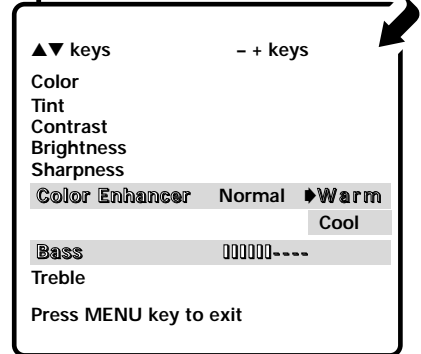 ▲▼ keys – + keys
Color
Tint
Contrast
Brightness
Sharpness
Color Enhancer Normal ➧Warm
Cool
Bass
Treble
Press MENU key to exit